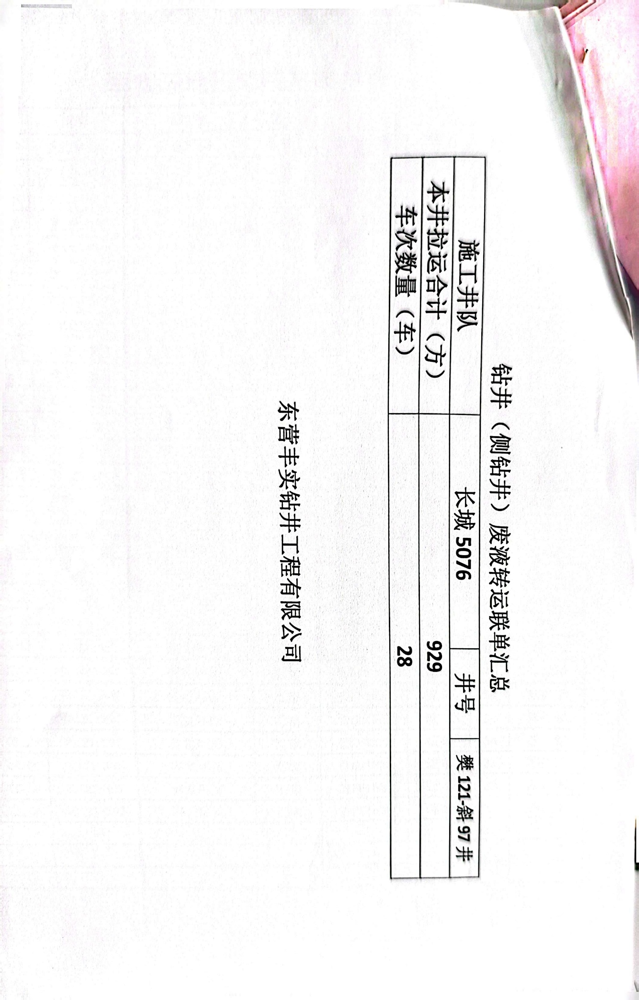 钻井（侧钻井）废液转运联单汇总
施工井队 长城 5076 井号 樊 121-斜 97 井
本井拉运合计（方） 929
车次数量（车） 28
东营丰实钻井工程有限公司